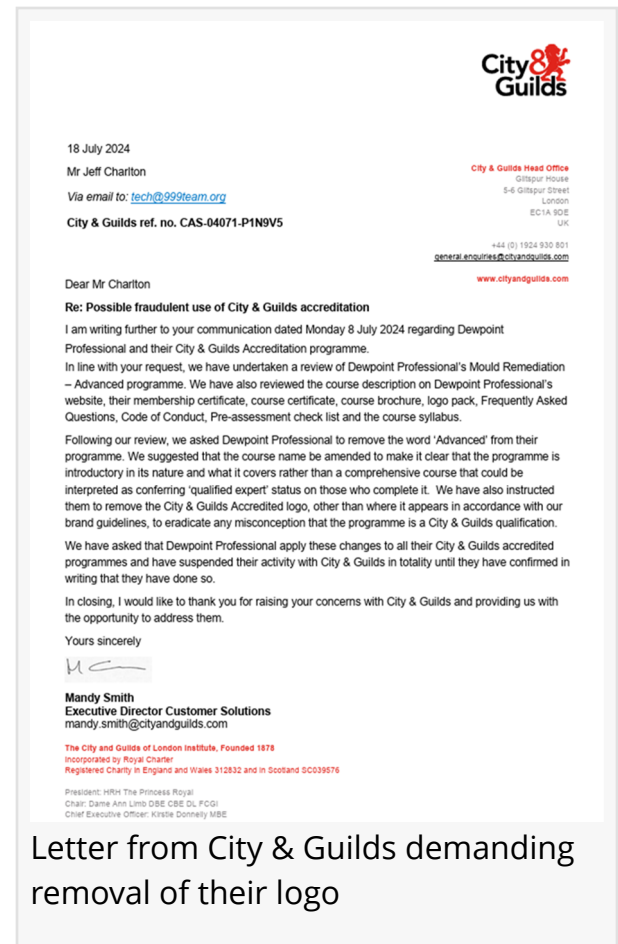 City&
Guilds
18 July 2024
Mr Jeff Charlton
Via email to: tech@999team.org
City & Guilds ref. no. CAS-04071-P1N9V5
City & Guilds Head Office
Giltspur House
5-6 Giltspur Street
London
EC1A 9DE
UK
+44 (0) 1924 930 801
general.enquiries@cityandguilds.com
www.cityandguilds.com
Dear Mr Charlton
Re: Possible fraudulent use of City & Guilds accreditation
I am writing further to your communication dated Monday 8 July 2024 regarding Dewpoint
Professional and their City & Guilds Accreditation programme.
In line with your request, we have undertaken a review of Dewpoint Professional's Mould Remediation
– Advanced programme. We have also reviewed the course description on Dewpoint Professional's
website, their membership certificate, course certificate, course brochure, logo pack, Frequently Asked
Questions, Code of Conduct, Pre-assessment check list and the course syllabus.
Following our review, we asked Dewpoint Professional to remove the word 'Advanced' from their
programme. We suggested that the course name be amended to make it clear that the programme is
introductory in its nature and what it covers rather than a comprehensive course that could be
interpreted as conferring 'qualified expert' status on those who complete it. We have also instructed
them to remove the City & Guilds Accredited logo, other than where it appears in accordance with our
brand guidelines, to eradicate any misconception that the programme is a City & Guilds qualification.
We have asked that Dewpoint Professional apply these changes to all their City & Guilds accredited
programmes and have suspended their activity with City & Guilds in totality until they have confirmed in
writing that they have done so.
In closing, I would like to thank you for raising your concerns with City & Guilds and providing us with
the opportunity to address them.
Yours sincerely
Mandy Smith
Executive Director Customer Solutions
mandy.smith@cityandguilds.com
The City and Guilds of London Institute, Founded 1878
Incorporated by Royal Charter
Registered Charity in England and Wales 312832 and in Scotland SC039576
President: HRH The Princess Royal
Chair: Dame Ann Limb DBE CBE DL FCGI
Chief Executive Officer: Kirstie Donnelly MBE
Letter from City & Guilds demanding
removal of their logo